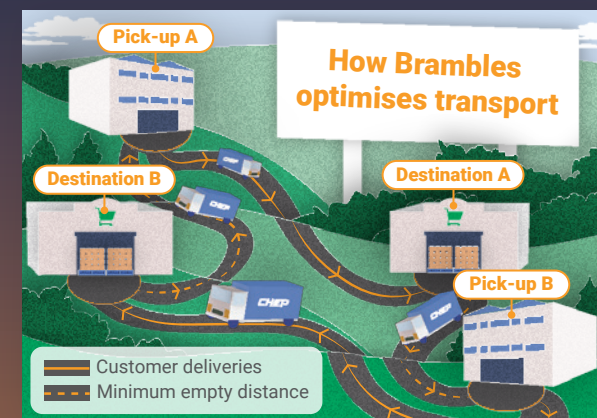 Pick-up A
How Brambles
optimises transport
CHEP
Destination B
Destination A
CHEP
Pick-up B
CHEP
CHEP
Customer deliveries
Minimum empty distance